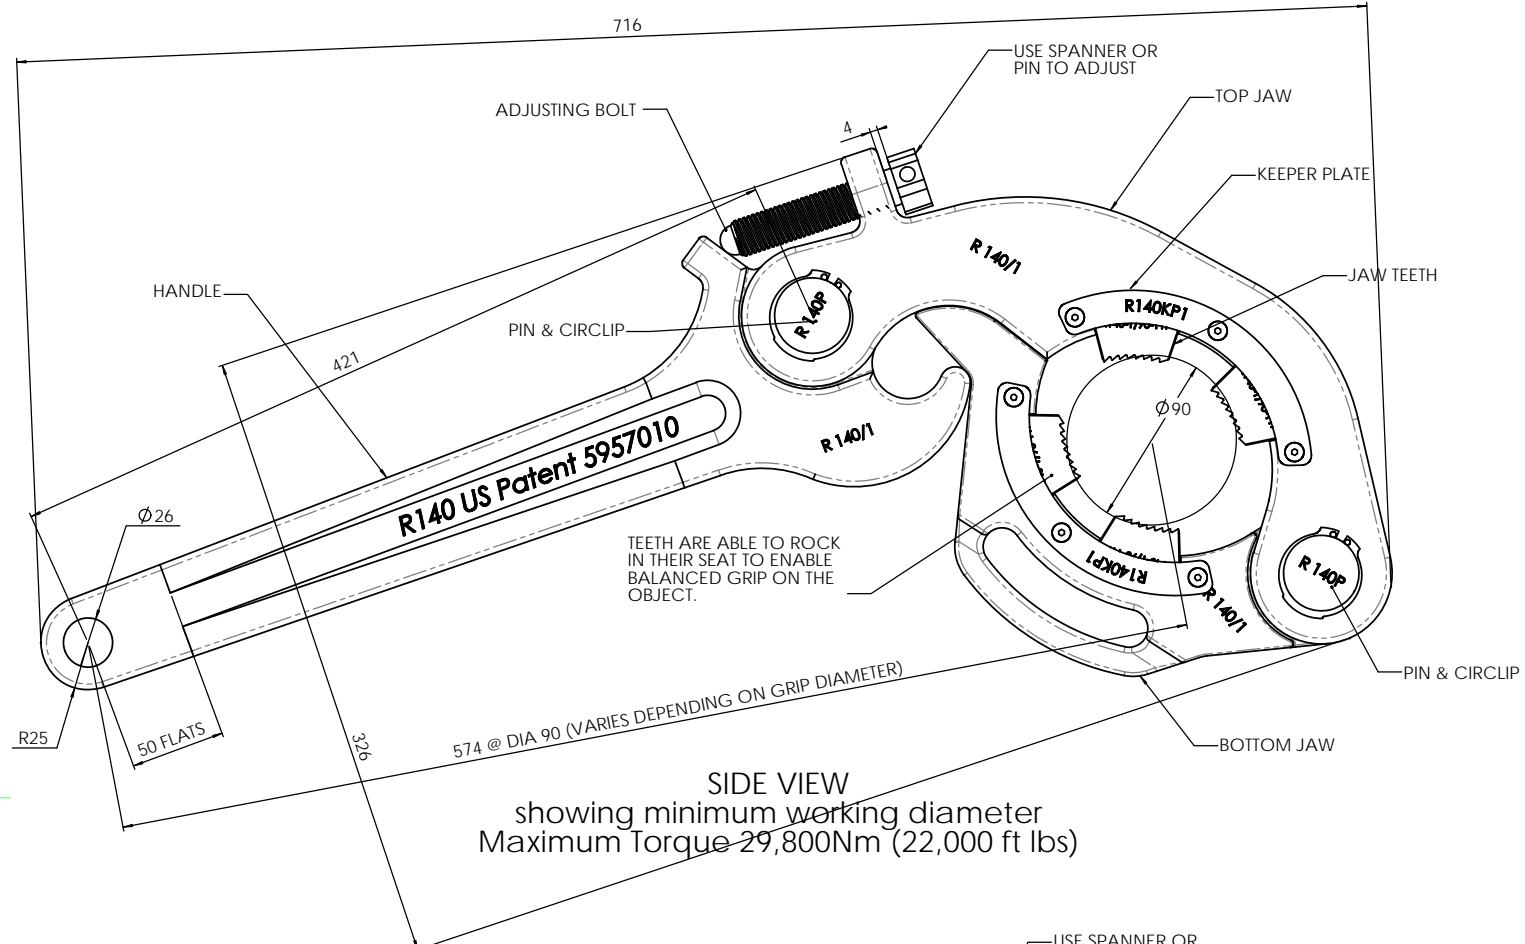 716
USE SPANNER OR
PIN TO ADJUST
ADJUSTING BOLT
4
TOP JAW
KEEPER PLATE
R 140/1
JAW TEETH
HANDLE
R140KP1
PIN & CIRCLIP
R 140P
421
Ø90
R 140/1
R140 US Patent 5957010
Ø26
TEETH ARE ABLE TO ROCK
IN THEIR SEAT TO ENABLE
BALANCED GRIP ON THE
OBJECT.
R140KP1
R 140P
R 140/1
PIN & CIRCLIP
R25
50 FLATS
326
574 @ DIA 90 (VARIES DEPENDING ON GRIP DIAMETER)
BOTTOM JAW
SIDE VIEW
showing minimum working diameter
Maximum Torque 29,800Nm (22,000 ft lbs)
USE SPANNER OR